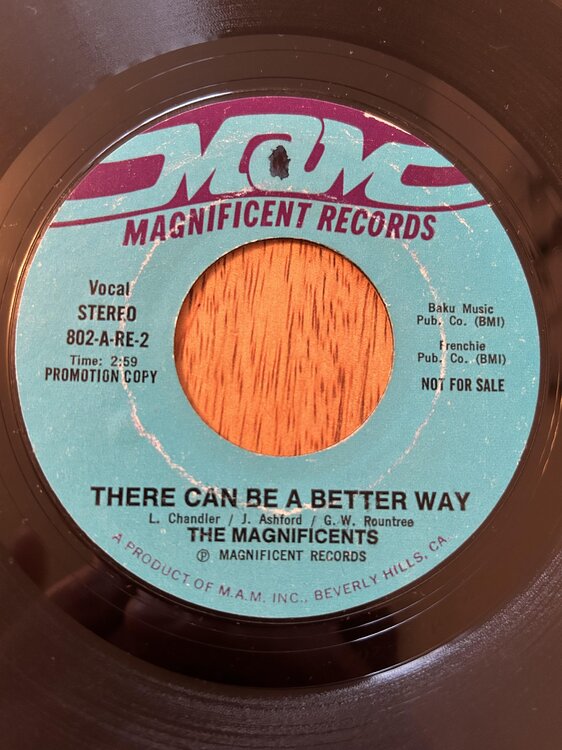 MAM
MAGNIFICENT RECORDS
Vocal
STEREO
802-A-RE-2
Time: 2:59
PROMOTION COPY
Baku Music
Pub. Co. (BMI)
Frenchie
Pub. Co. (BMI)
NOT FOR SALE
THERE CAN BE A BETTER WAY
L. Chandler / J. Ashford / G. W. Rountree
THE MAGNIFICENTS
Ⓟ MAGNIFICENT RECORDS
A PRODUCT OF M.A.M. INC., BEVERLY HILLS, CA.